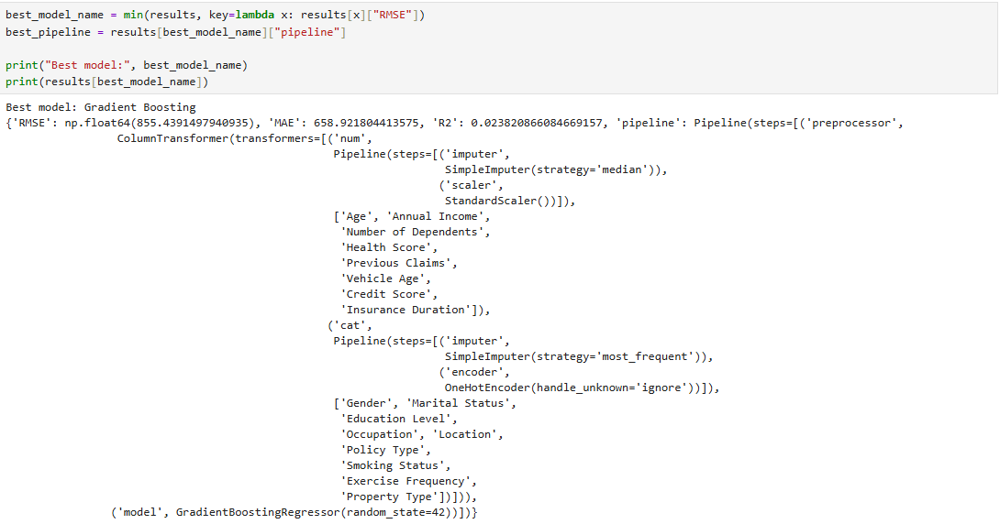 best_model_name = min(results, key=lambda x: results[x]["RMSE"])
best_pipeline = results[best_model_name]["pipeline"]
print("Best model:", best_model_name)
print(results[best_model_name])
Best model: Gradient Boosting
{'RMSE': np.float64(855.4391497940935), 'MAE': 658.921804413575, 'R2': 0.023820866084669157, 'pipeline': Pipeline(steps=[('preprocessor',
ColumnTransformer(transformers=[('num',
Pipeline(steps=[('imputer',
SimpleImputer(strategy='median')),
('scaler',
StandardScaler())]),
['Age', 'Annual Income',
'Number of Dependents',
'Health Score',
'Previous Claims',
'Vehicle Age',
'Credit Score',
'Insurance Duration']),
('cat',
Pipeline(steps=[('imputer',
SimpleImputer(strategy='most_frequent')),
('encoder',
OneHotEncoder(handle_unknown='ignore'))]),
['Gender', 'Marital Status',
'Education Level',
'Occupation', 'Location',
'Policy Type',
'Smoking Status',
'Exercise Frequency',
'Property Type'])])),
('model', GradientBoostingRegressor(random_state=42))])}